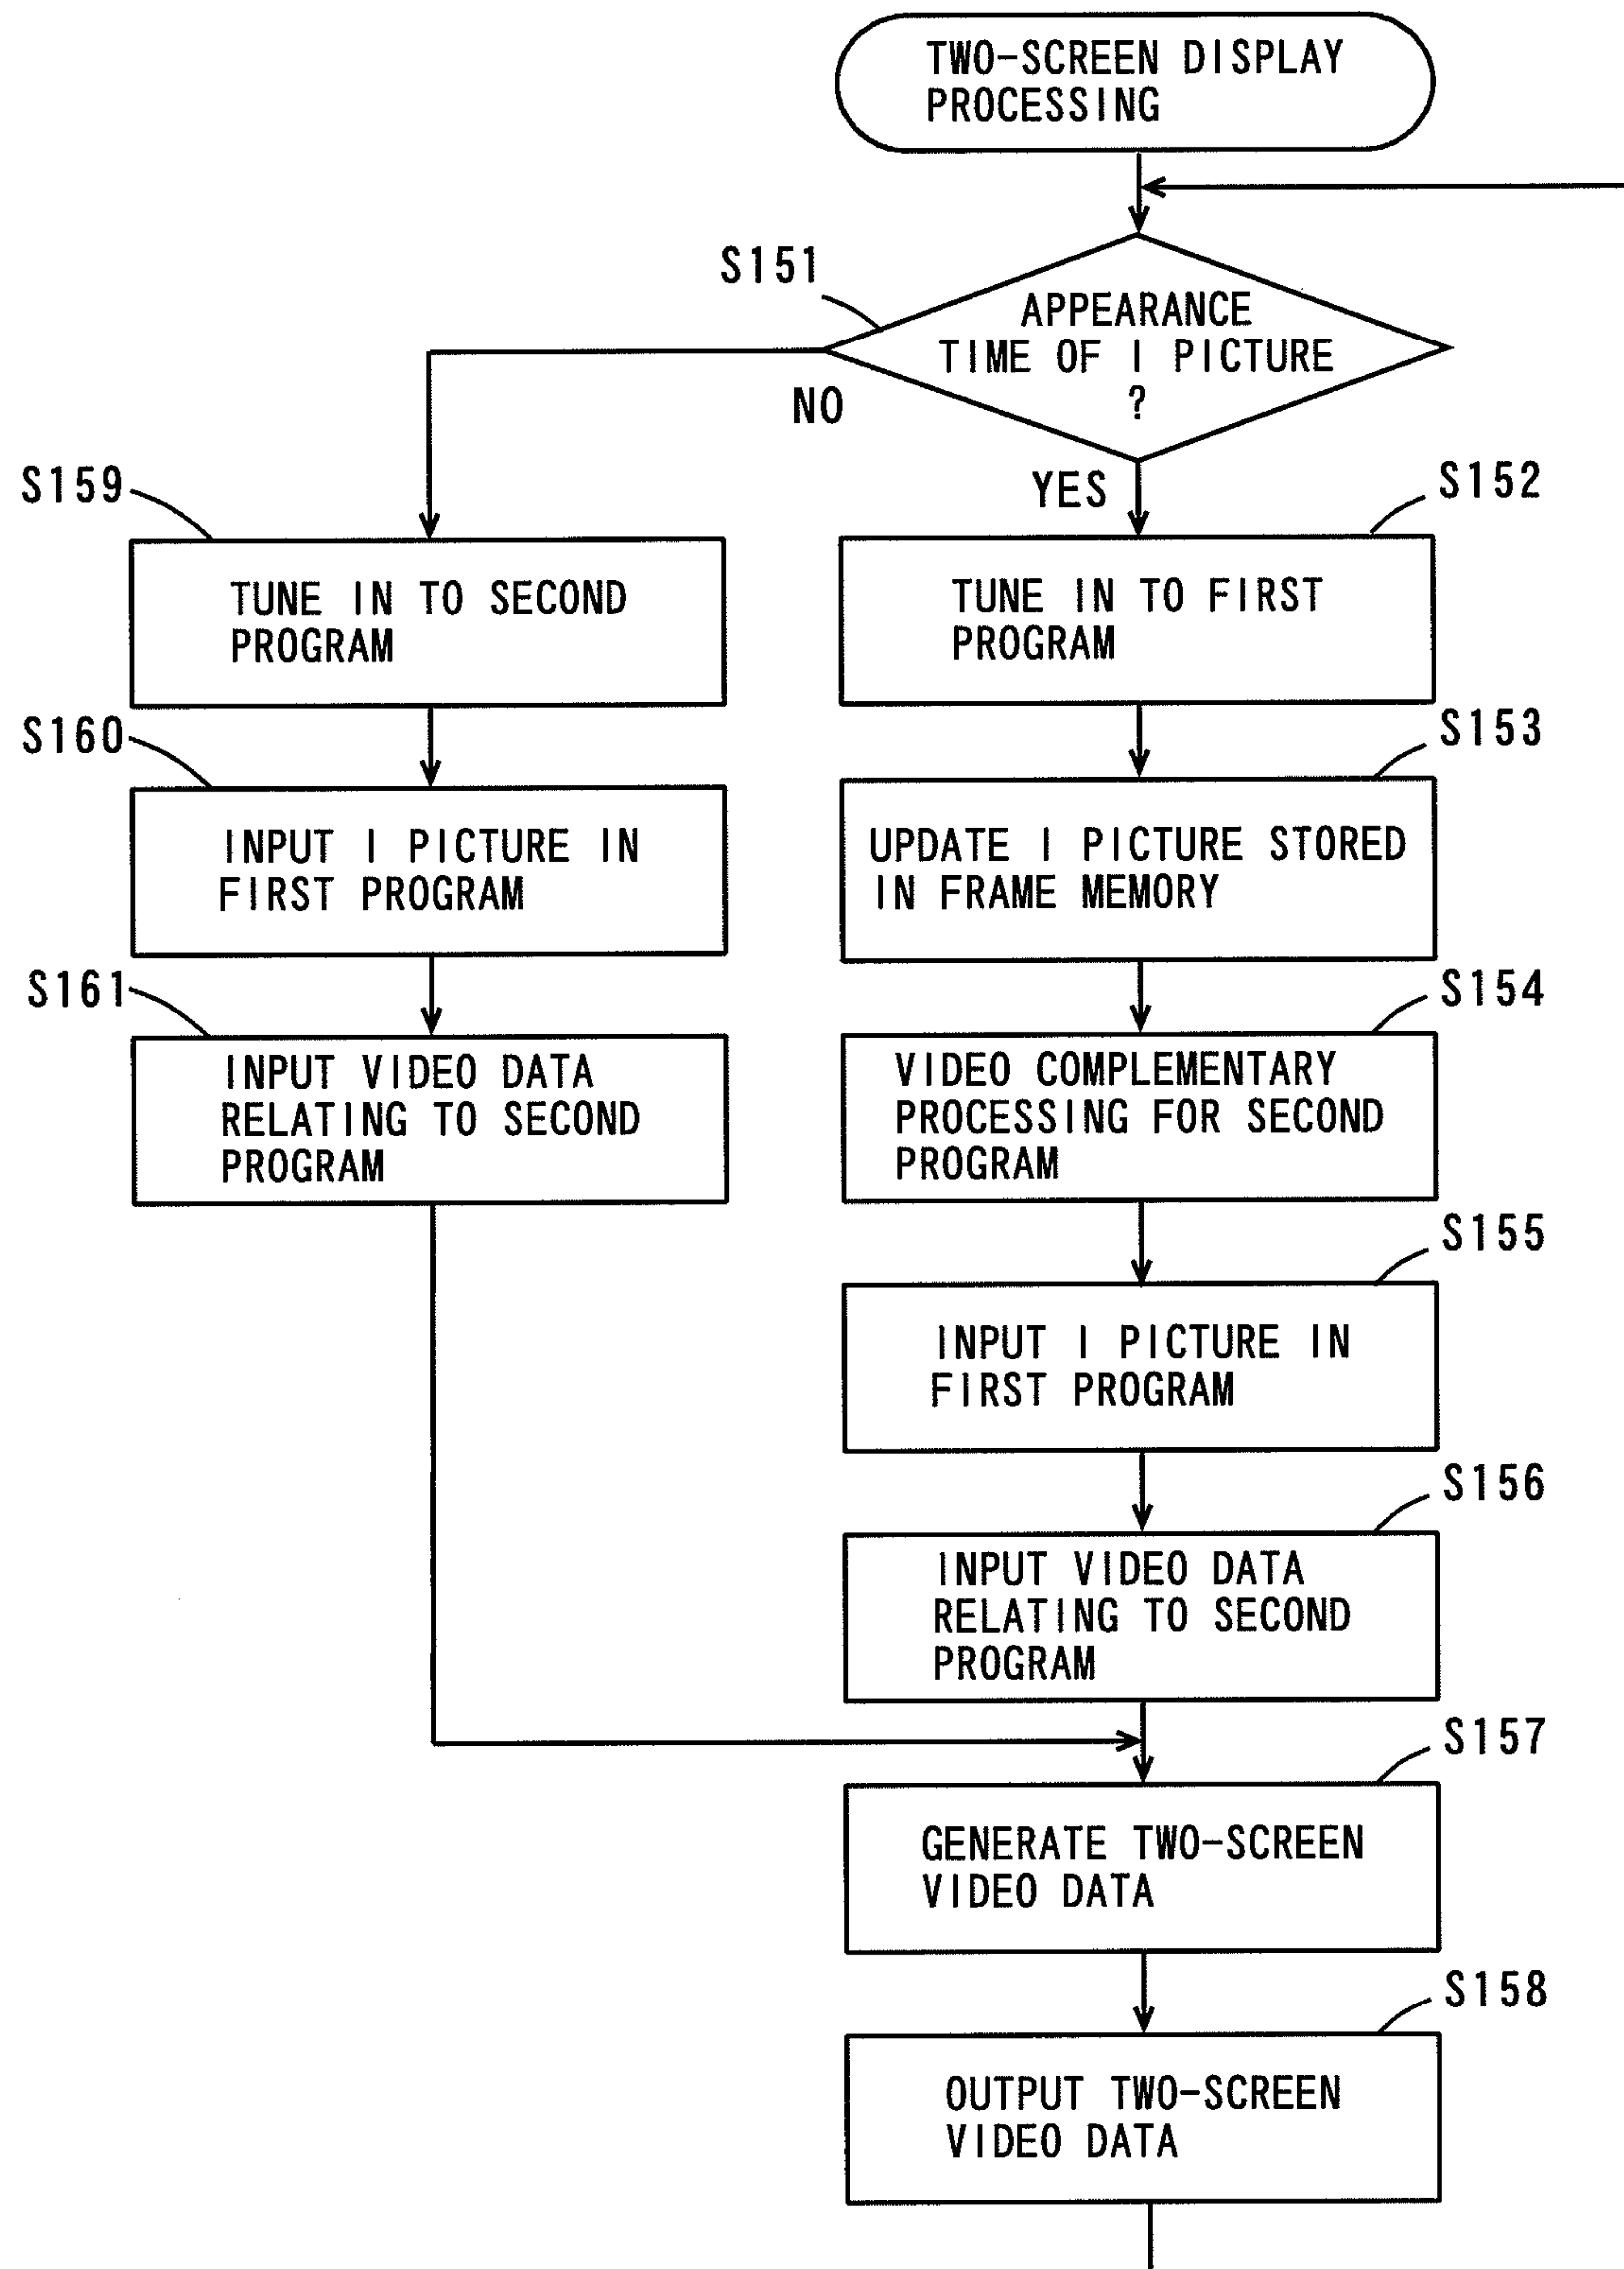 TWO-SCREEN DISPLAY
PROCESSING
S151
APPEARANCE
TIME OF I PICTURE
?
NO
YES
S159
TUNE IN TO SECOND
PROGRAM
S152
TUNE IN TO FIRST
PROGRAM
S160
INPUT I PICTURE IN
FIRST PROGRAM
S153
UPDATE I PICTURE STORED
IN FRAME MEMORY
S161
INPUT VIDEO DATA
RELATING TO SECOND
PROGRAM
S154
VIDEO COMPLEMENTARY
PROCESSING FOR SECOND
PROGRAM
S155
INPUT I PICTURE IN
FIRST PROGRAM
S156
INPUT VIDEO DATA
RELATING TO SECOND
PROGRAM
S157
GENERATE TWO-SCREEN
VIDEO DATA
S158
OUTPUT TWO-SCREEN
VIDEO DATA